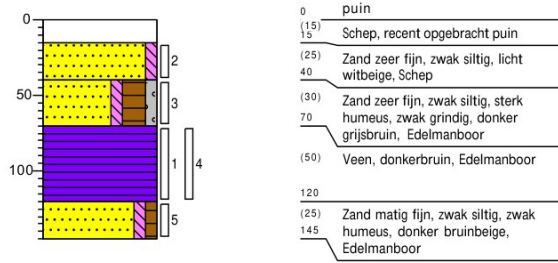 0
50
100
2
3
1
4
5
0 puin
(15) Schep, recent opgebracht puin
15
(25) Zand zeer fijn, zwak siltig, licht
40 witbeige, Schep
(30) Zand zeer fijn, zwak siltig, sterk
humeus, zwak grindig, donker
70 grijsbruin, Edelmanboor
(50) Veen, donkerbruin, Edelmanboor
120
(25) Zand matig fijn, zwak siltig, zwak
145 humeus, donker bruinbeige,
Edelmanboor